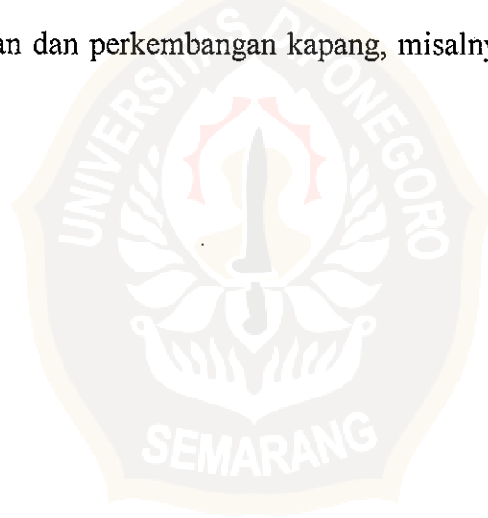 an dan perkembangan kapang, misalny
UNIVERSITAS DIPONEGORO
SEMARANG